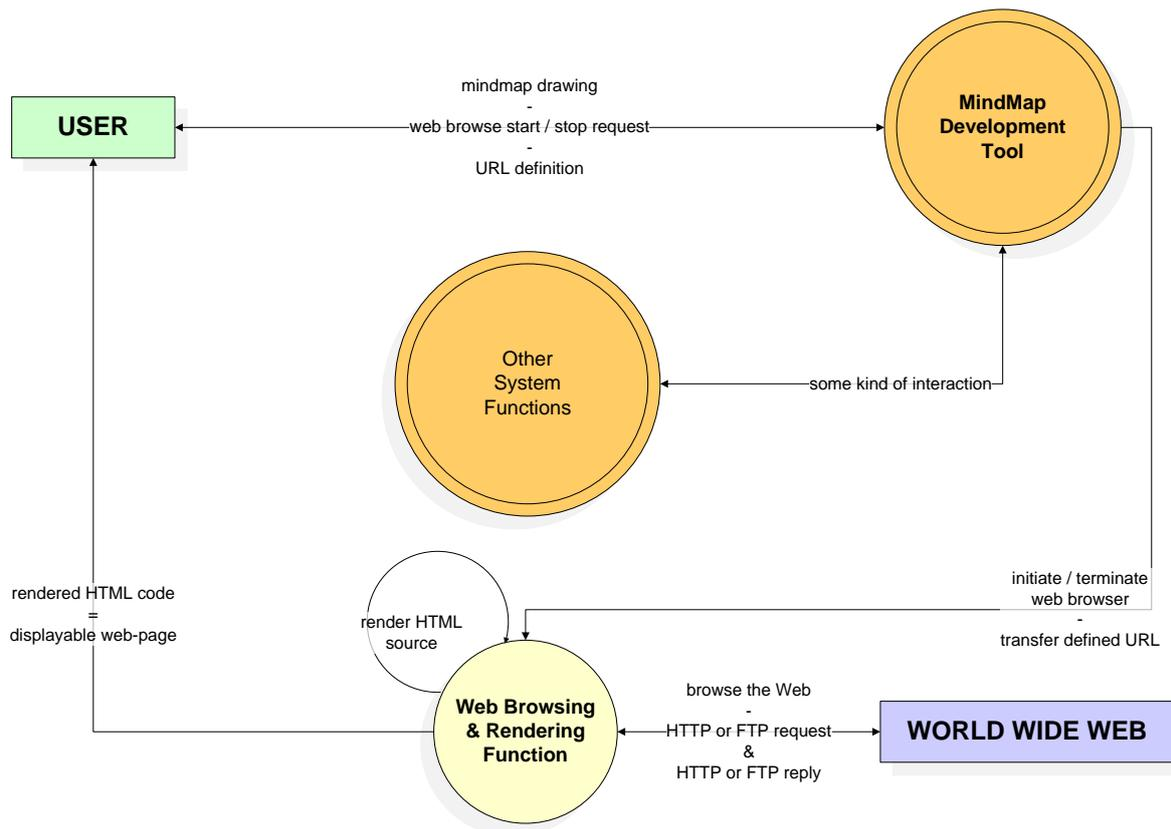 mindmap drawing
-
web browse start / stop request
-
URL definition
USER
MindMap
Development
Tool
Other
System
Functions
some kind of interaction
rendered HTML code
=
displayable web-page
render HTML
source
initiate / terminate
web browser
-
transfer defined URL
Web Browsing
& Rendering
Function
browse the Web
-
HTTP or FTP request
&
HTTP or FTP reply
WORLD WIDE WEB